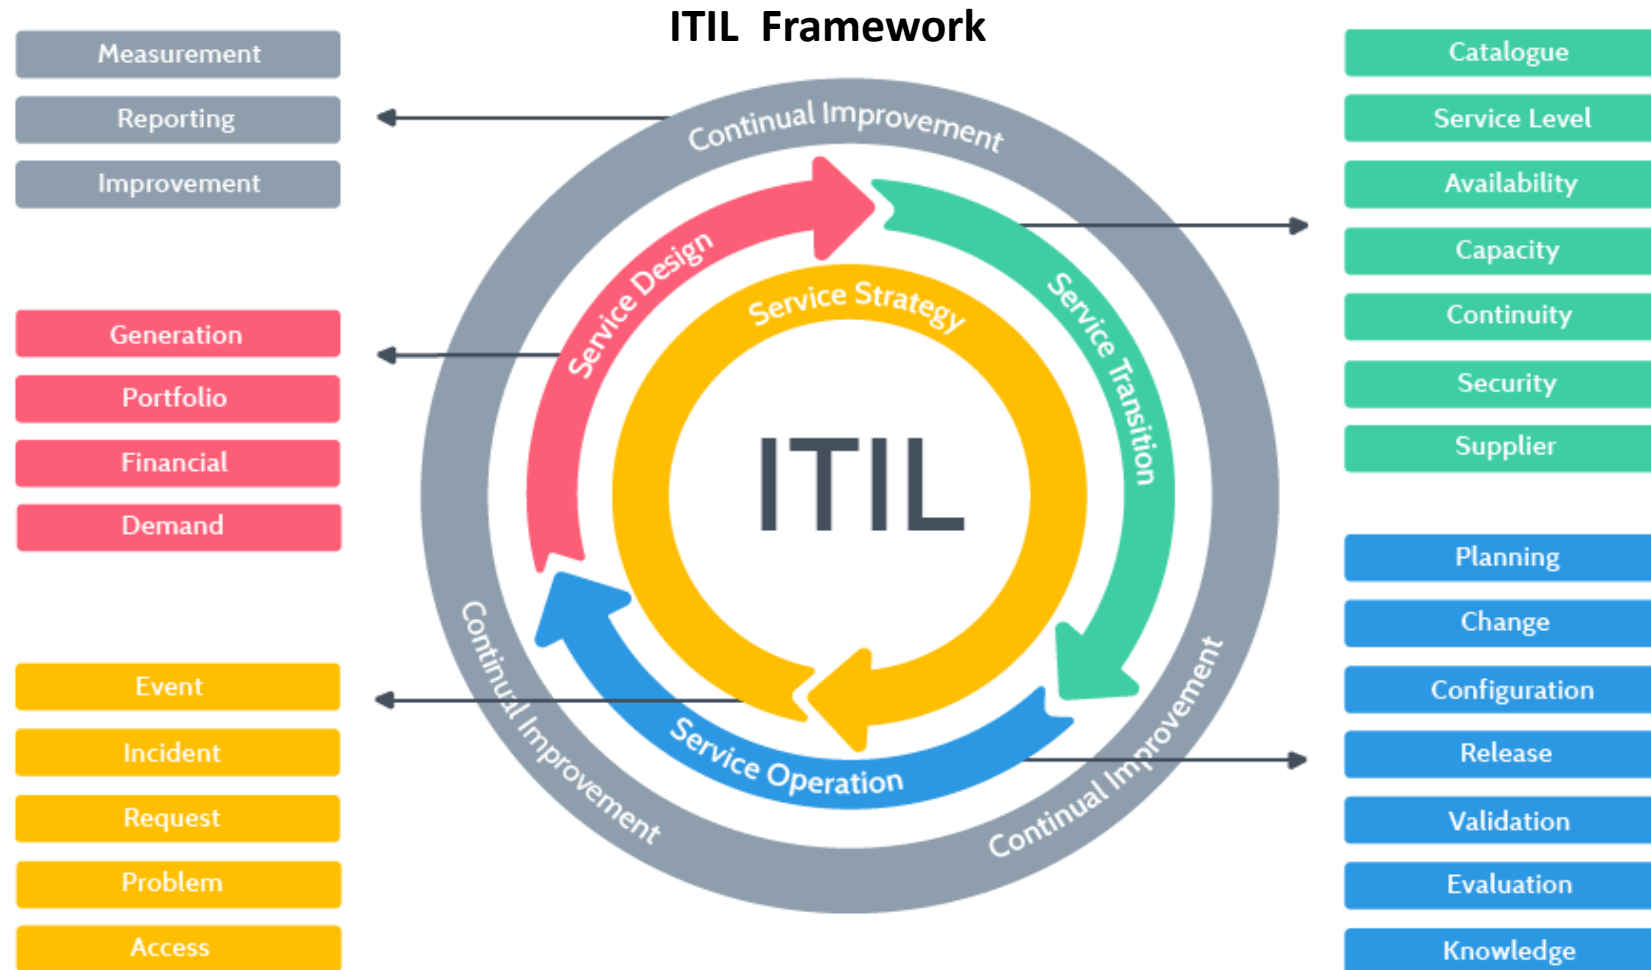 ITIL  Framework
Measurement
Reporting
Improvement
Generation
Portfolio
Financial
Demand
Event
Incident
Request
Problem
Access
Continual Improvement
Service Design
Service Transition
Service Strategy
ITIL
Service Operation
Continual Improvement
Continual Improvement
Catalogue
Service Level
Availability
Capacity
Continuity
Security
Supplier
Planning
Change
Configuration
Release
Validation
Evaluation
Knowledge